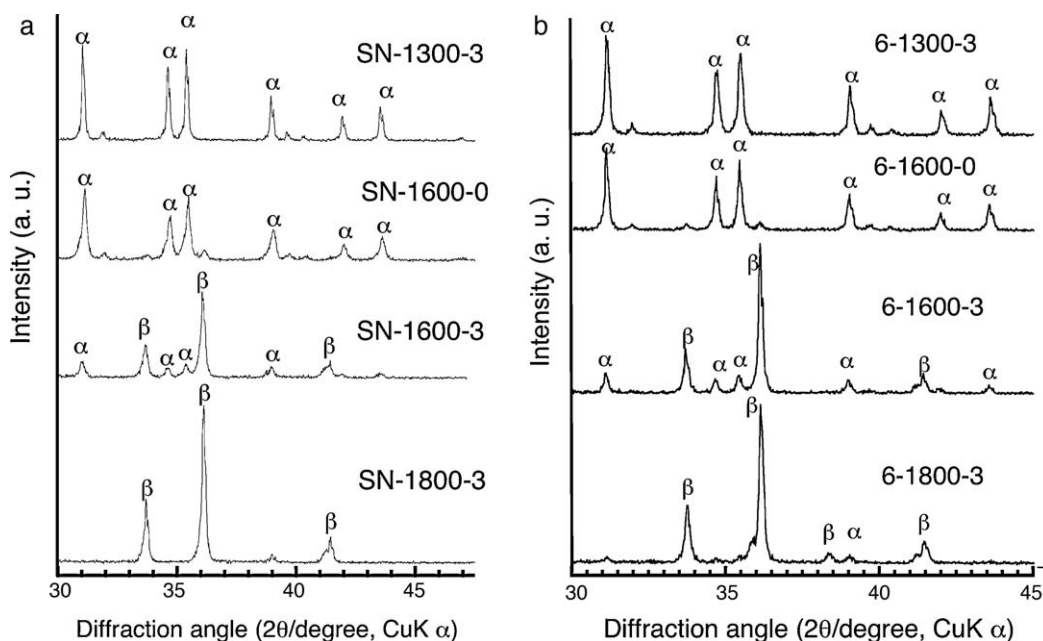 a
α α α SN-1300-3
α α α
α α α SN-1600-0
α α α
β
α β α α α β SN-1600-3
β
β β SN-1800-3
30 35 40 45
Diffraction angle (2θ/degree, CuK α)
Intensity (a. u.)
b
α α α 6-1300-3
α α α
α α α 6-1600-0
α α α
β 6-1600-3
α β α α α β α
β 6-1800-3
β β α β
30 35 40 45
Diffraction angle (2θ/degree, CuK α)
Intensity (a. u.)